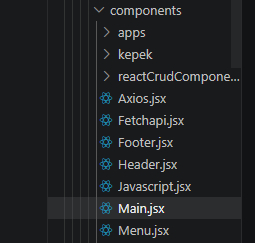 components
apps
kepek
reactCrudCompone...
Axios.jsx
Fetchapi.jsx
Footer.jsx
Header.jsx
Javascript.jsx
Main.jsx
Menu.jsx